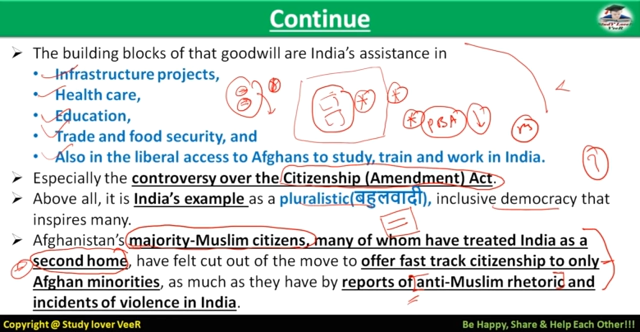 Continue
Study Lover
VeeR
➤ The building blocks of that goodwill are India's assistance in
• Infrastructure projects,
• Health care,
• Education,
• Trade and food security, and
• Also in the liberal access to Afghans to study, train and work in India.
➤ Especially the controversy over the Citizenship (Amendment) Act.
➤ Above all, it is India's example as a pluralistic(बहुलवादी), inclusive democracy that
inspires many.
➤ Afghanistan's majority-Muslim citizens, many of whom have treated India as a
second home, have felt cut out of the move to offer fast track citizenship to only
Afghan minorities, as much as they have by reports of anti-Muslim rhetoric and
incidents of violence in India.
Copyright @ Study lover VeeR
Be Happy, Share & Help Each Other!!!